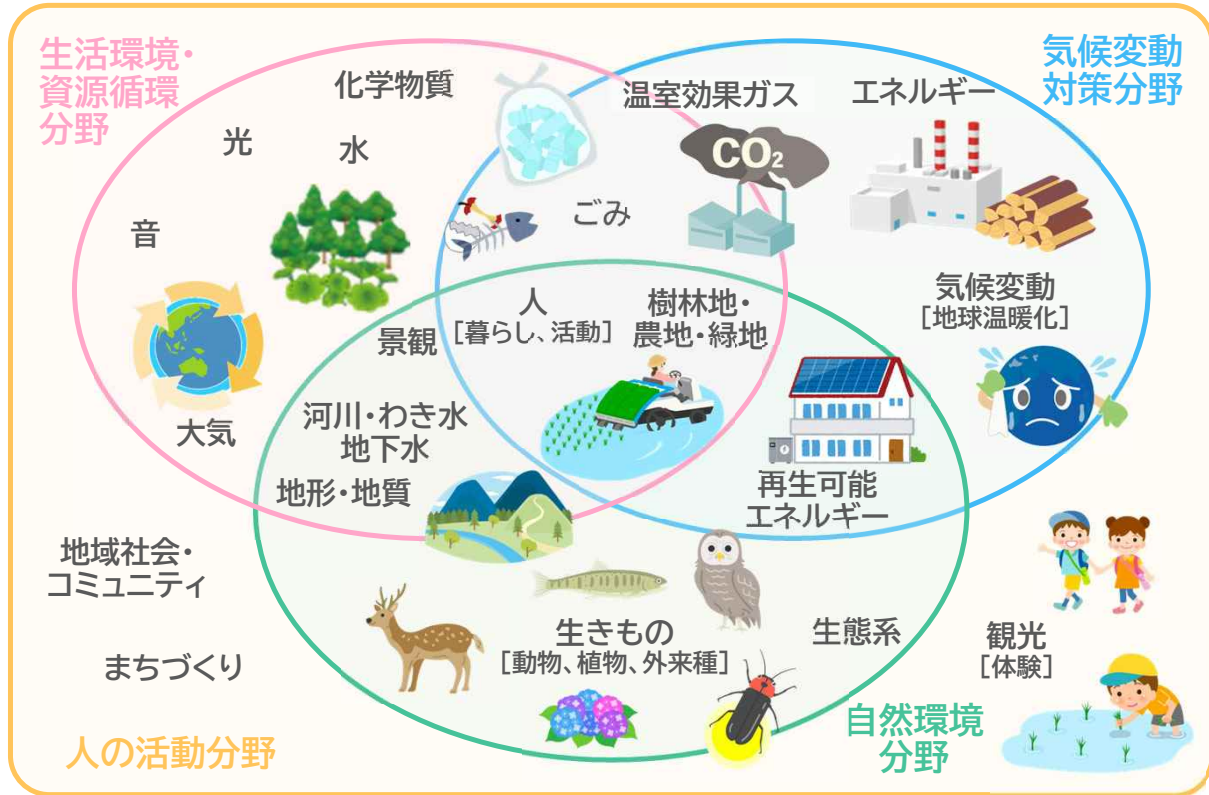 生活環境・
資源循環
分野
気候変動
対策分野
化学物質
温室効果ガス
エネルギー
光
水
CO2
音
ごみ
人
[暮らし、活動]
樹林地・
農地・緑地
気候変動
[地球温暖化]
景観
大気
河川・わき水
地下水
地形・地質
再生可能
エネルギー
地域社会・
コミュニティ
生きもの
[動物、植物、外来種]
生態系
観光
[体験]
まちづくり
人の活動分野
自然環境
分野